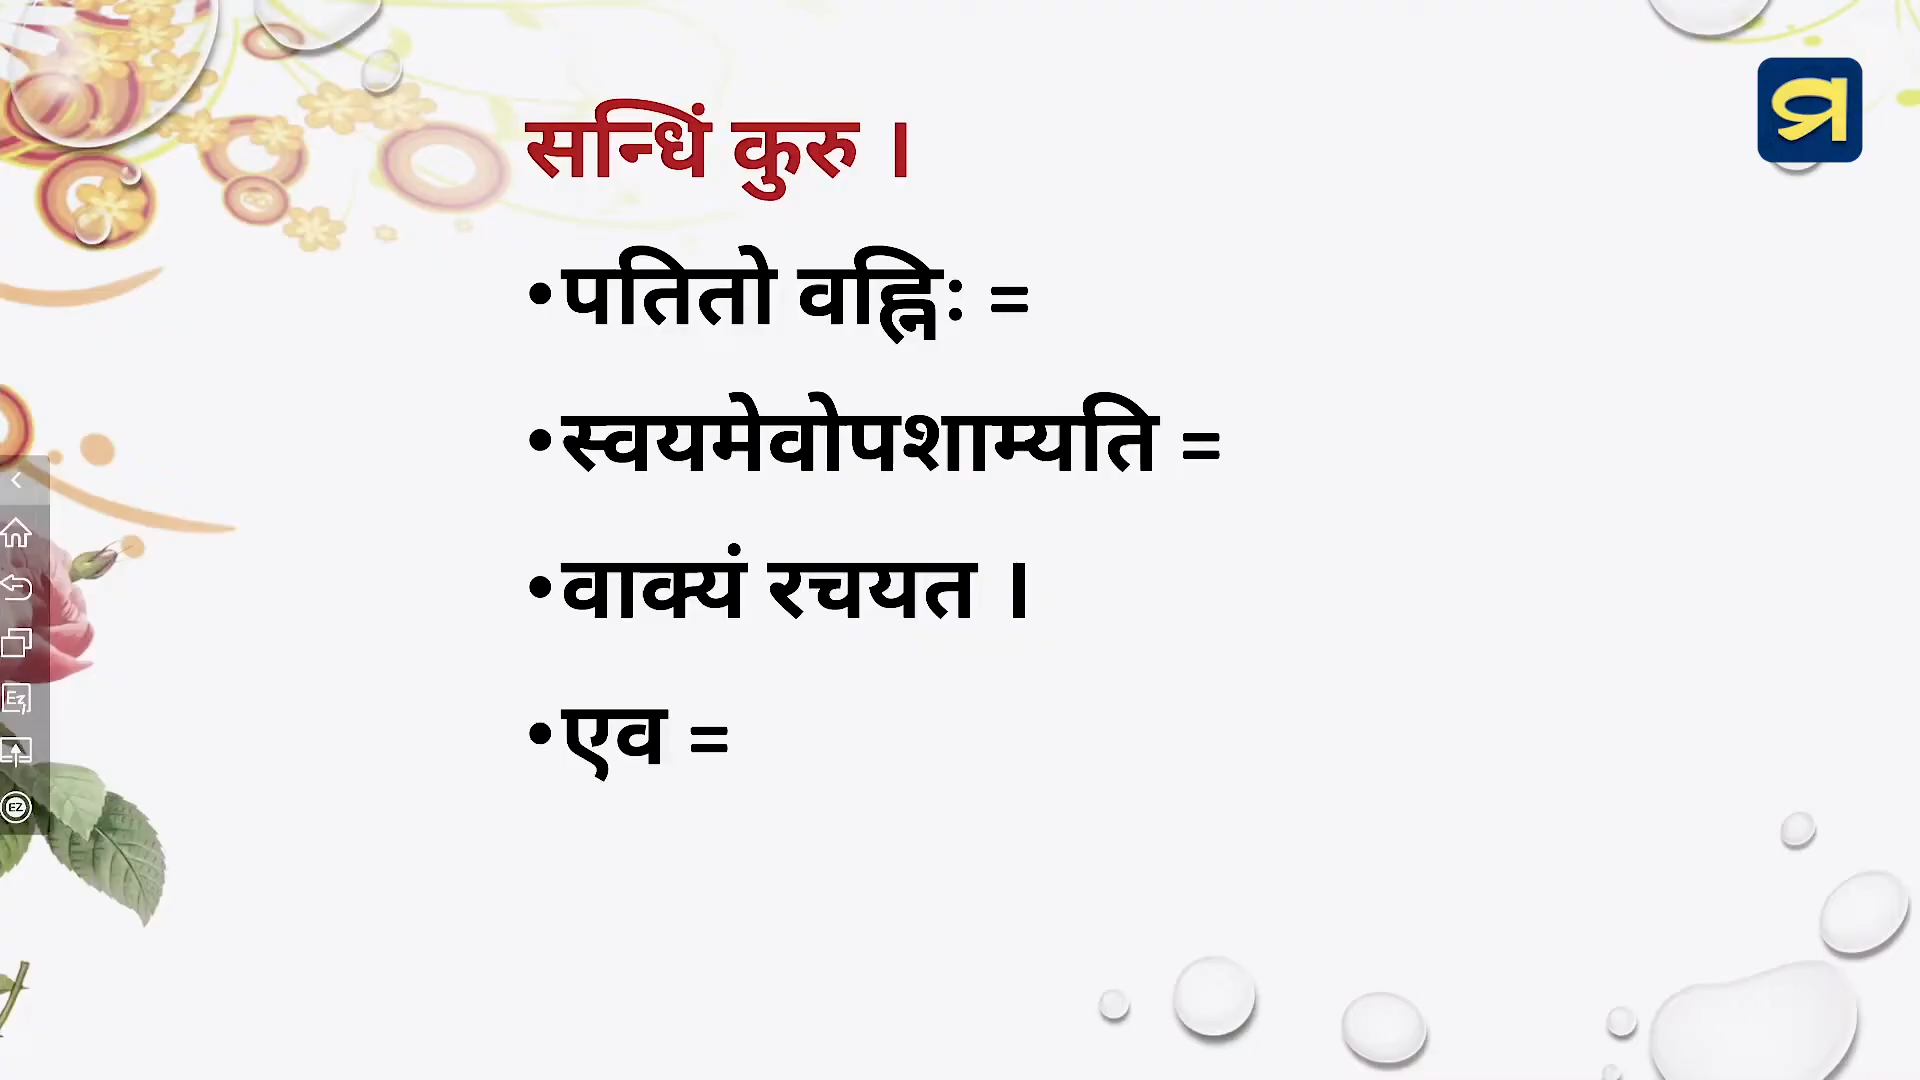 सन्धिं कुरु ।
•पतितो वह्निः =
•स्वयमेवोपशाम्यति =
•वाक्यं रचयत ।
•एव =